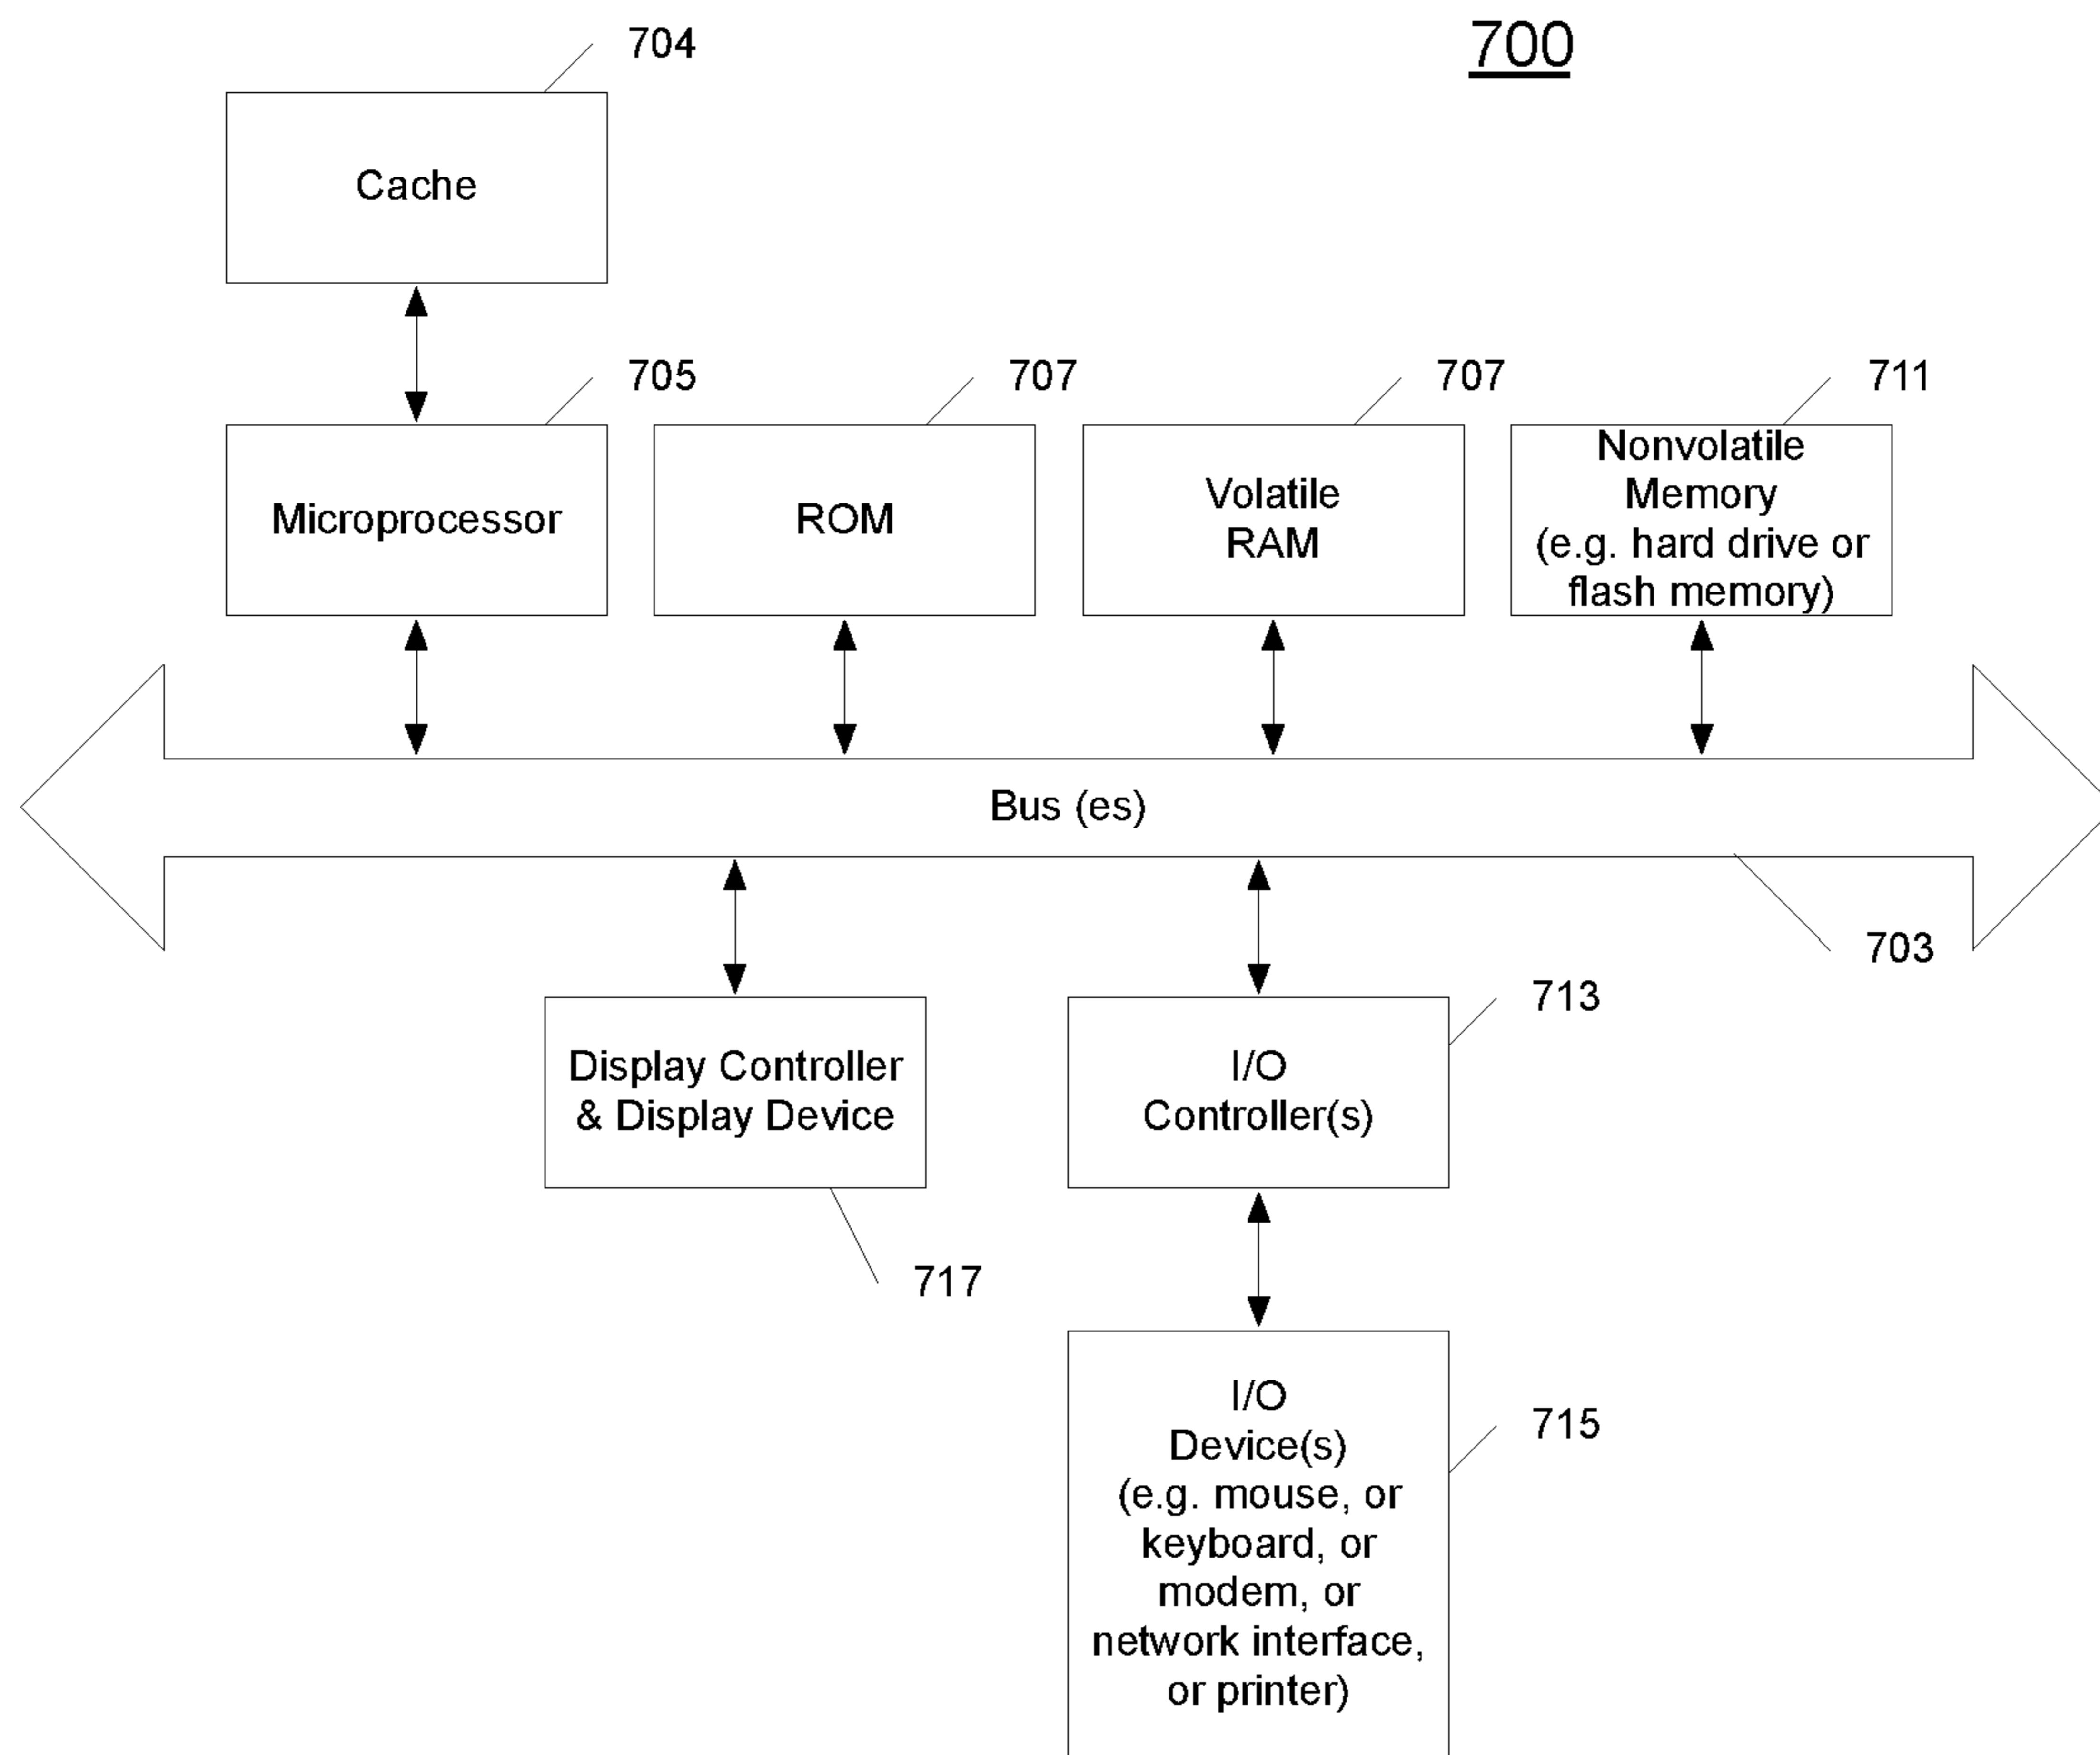 700
704
Cache
705
707
707
711
Microprocessor
ROM
Volatile
RAM
Nonvolatile
Memory
(e.g. hard drive or
flash memory)
Bus (es)
703
713
Display Controller
& Display Device
I/O
Controller(s)
717
I/O
Device(s)
(e.g. mouse, or
keyboard, or
modem, or
network interface,
or printer)
715